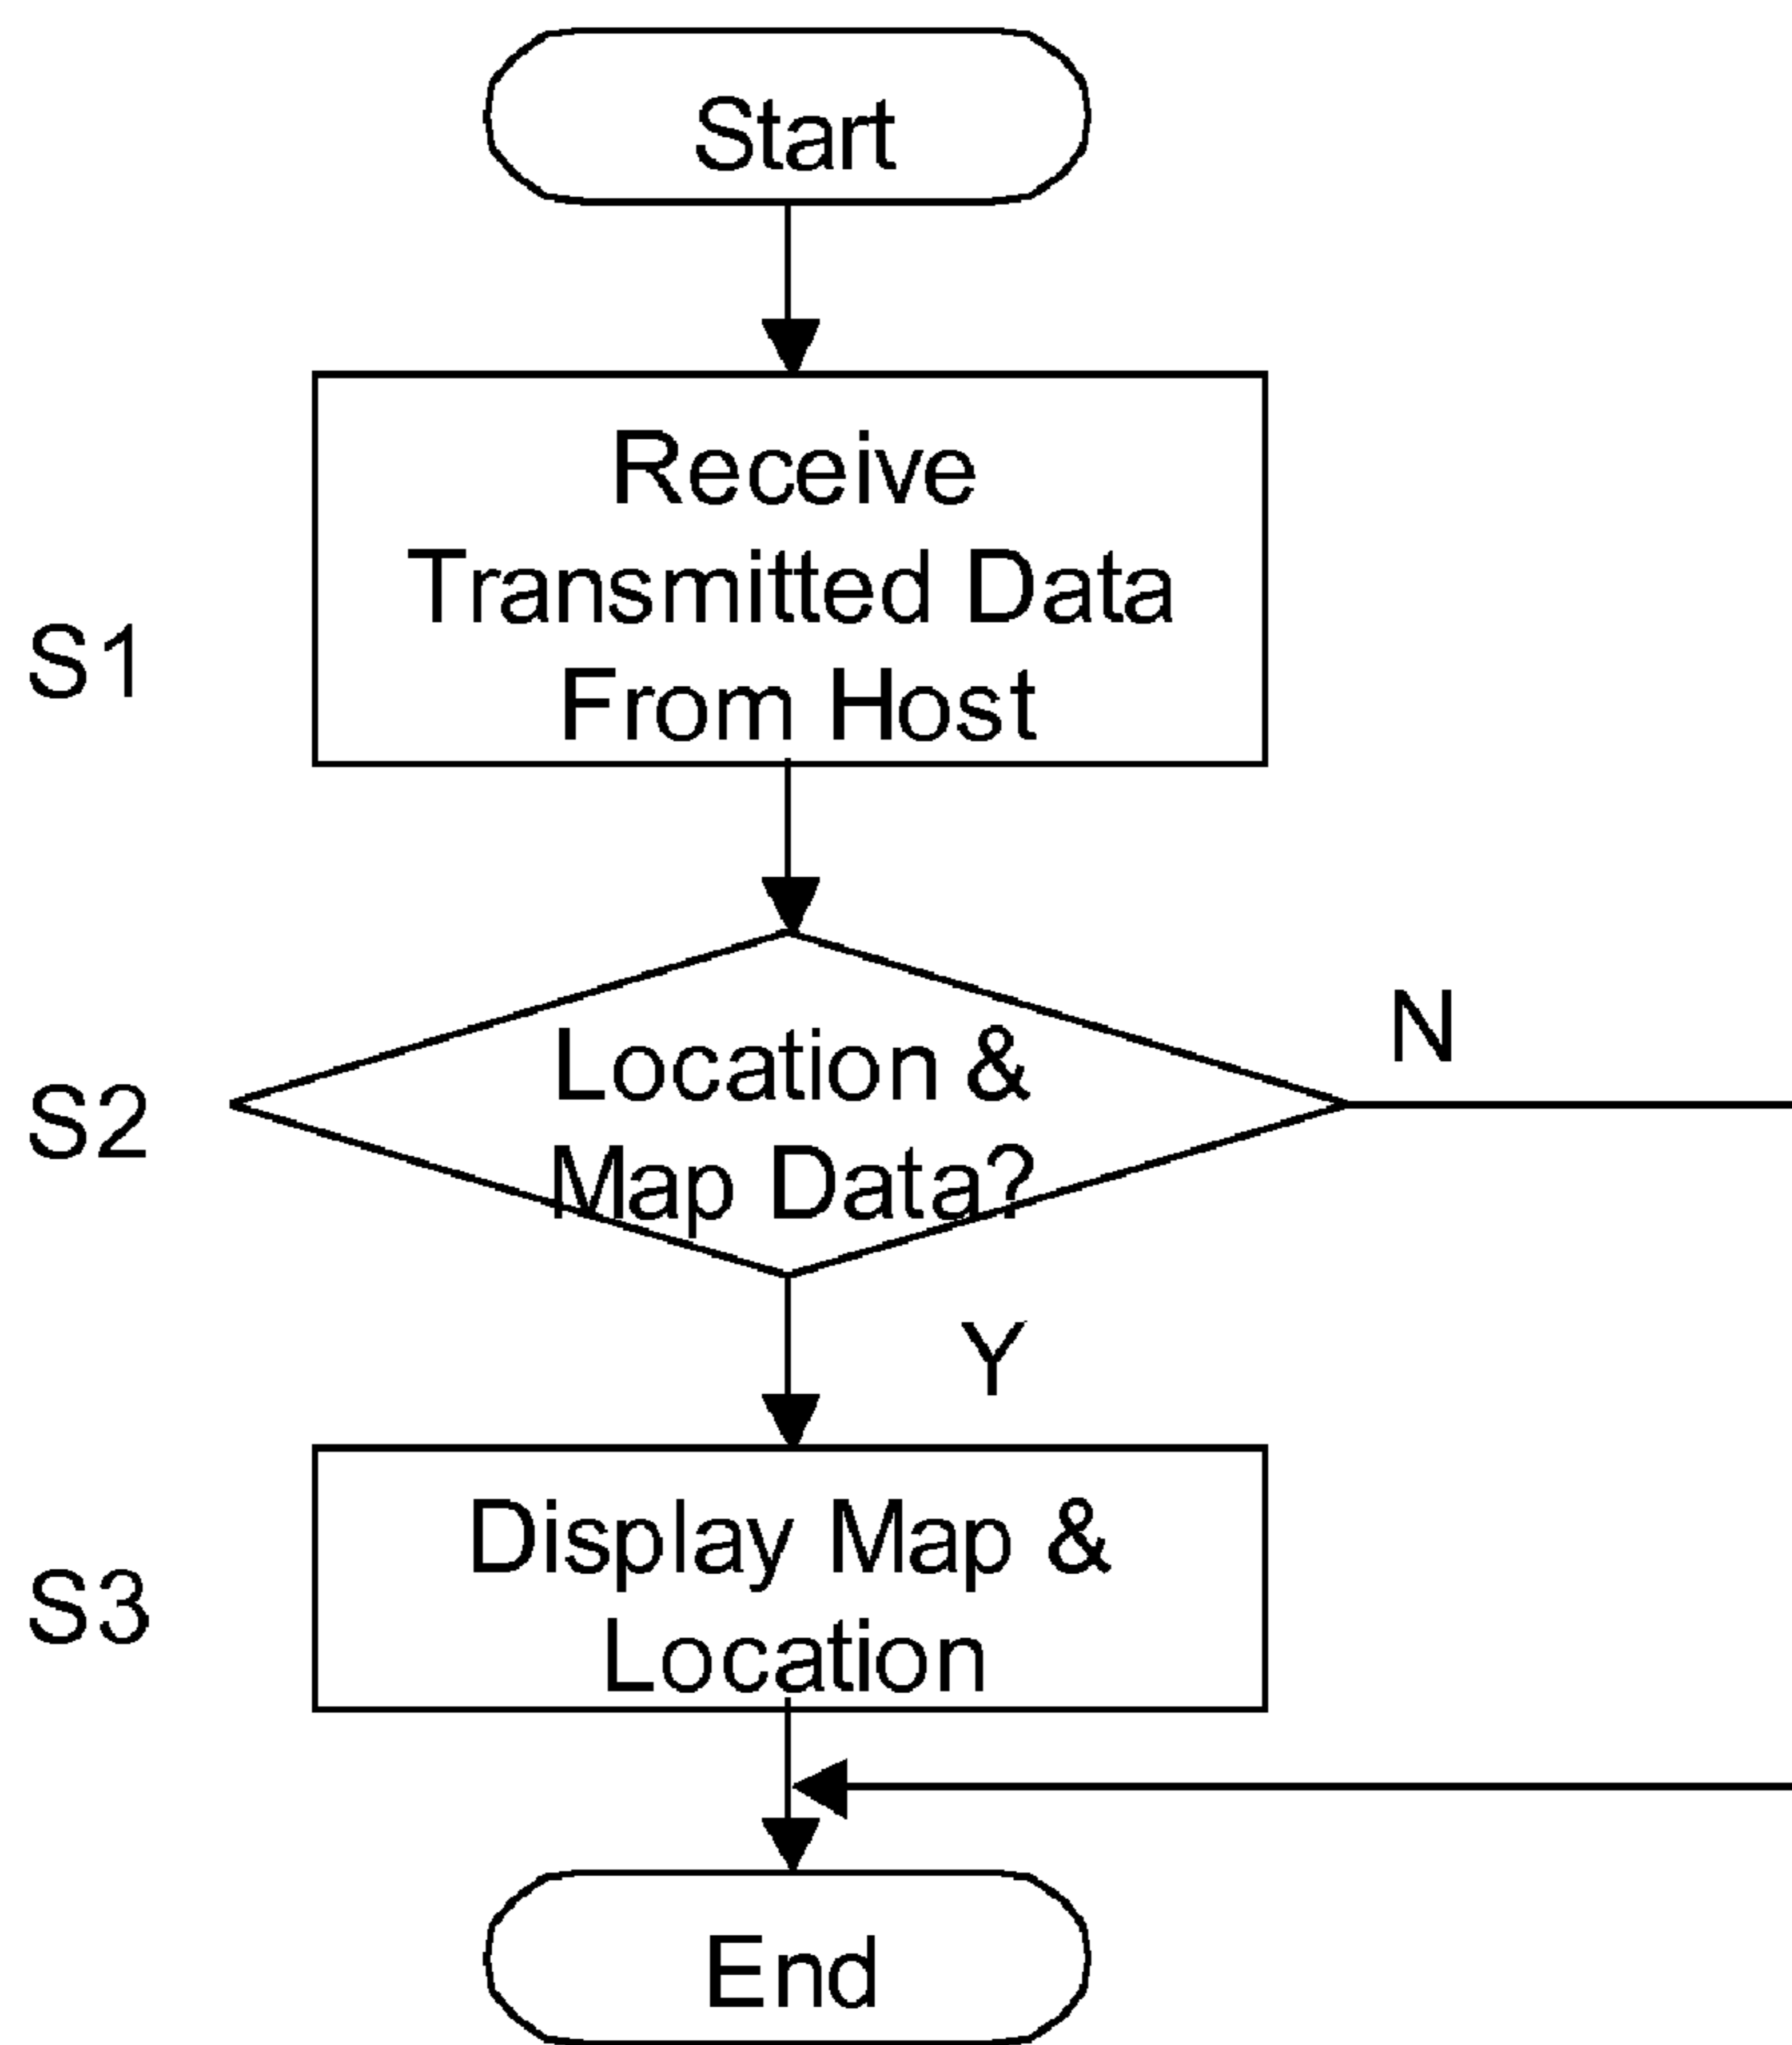 Start
Receive
Transmitted Data
From Host
S1
Location &
Map Data?
N
S2
Y
Display Map &
Location
S3
End